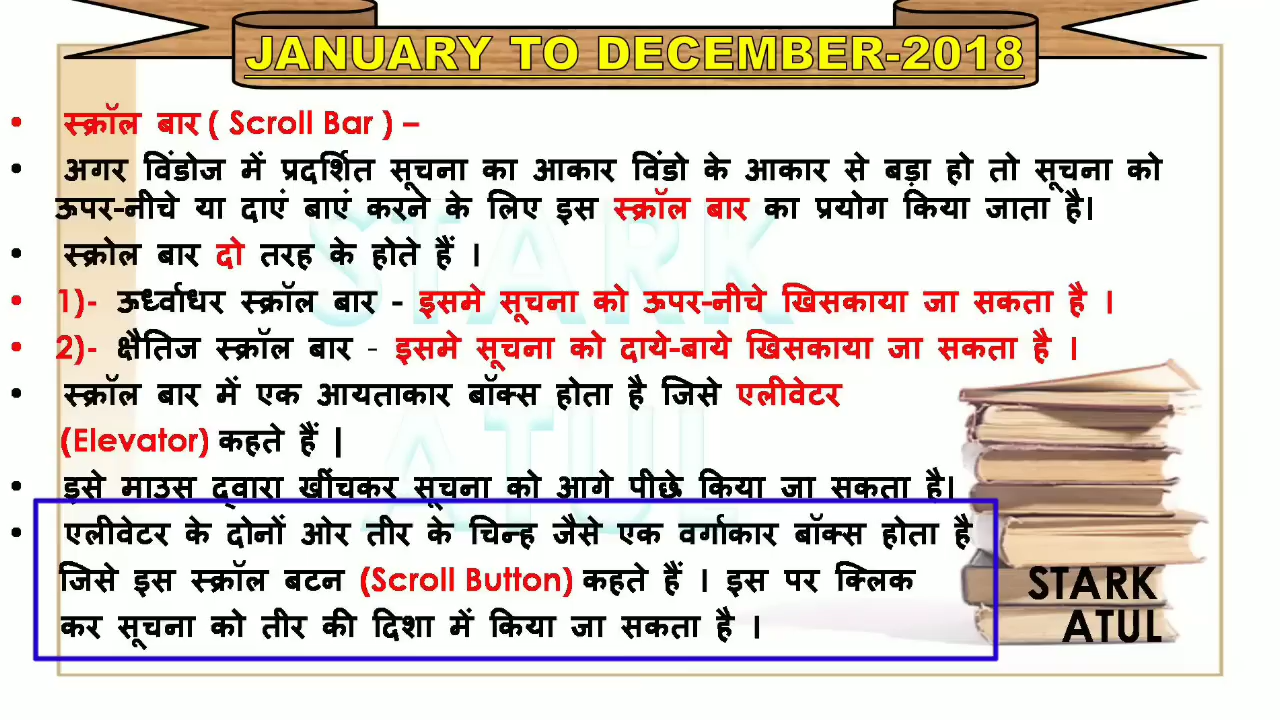 JANUARY TO DECEMBER-2018
• स्क्रॉल बार ( Scroll Bar ) –
• अगर विंडोज में प्रदर्शित सूचना का आकार विंडो के आकार से बड़ा हो तो सूचना को
ऊपर-नीचे या दाएं बाएं करने के लिए इस स्क्रॉल बार का प्रयोग किया जाता है।
• स्क्रोल बार दो तरह के होते हैं ।
• 1)- ऊर्ध्वाधर स्क्रॉल बार - इसमे सूचना को ऊपर-नीचे खिसकाया जा सकता है ।
• 2)- क्षैतिज स्क्रॉल बार - इसमे सूचना को दाये-बाये खिसकाया जा सकता है ।
• स्क्रॉल बार में एक आयताकार बॉक्स होता है जिसे एलीवेटर
(Elevator) कहते हैं |
• इसे माउस द्वारा खींचकर सूचना को आगे पीछे किया जा सकता है।
• एलीवेटर के दोनों ओर तीर के चिन्ह जैसे एक वर्गाकार बॉक्स होता है
जिसे इस स्क्रॉल बटन (Scroll Button) कहते हैं । इस पर क्लिक
कर सूचना को तीर की दिशा में किया जा सकता है ।
STARK
ATUL
STARK
ATUL